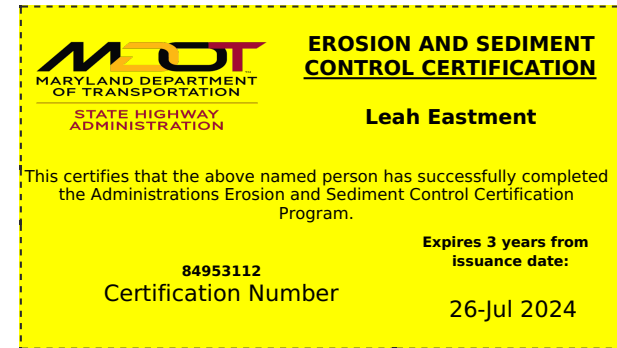 MDOT
MARYLAND DEPARTMENT
OF TRANSPORTATION
STATE HIGHWAY
ADMINISTRATION
EROSION AND SEDIMENT
CONTROL CERTIFICATION
Leah Eastment
This certifies that the above named person has successfully completed
the Administrations Erosion and Sediment Control Certification
Program.
84953112
Certification Number
Expires 3 years from
issuance date:
26-Jul 2024